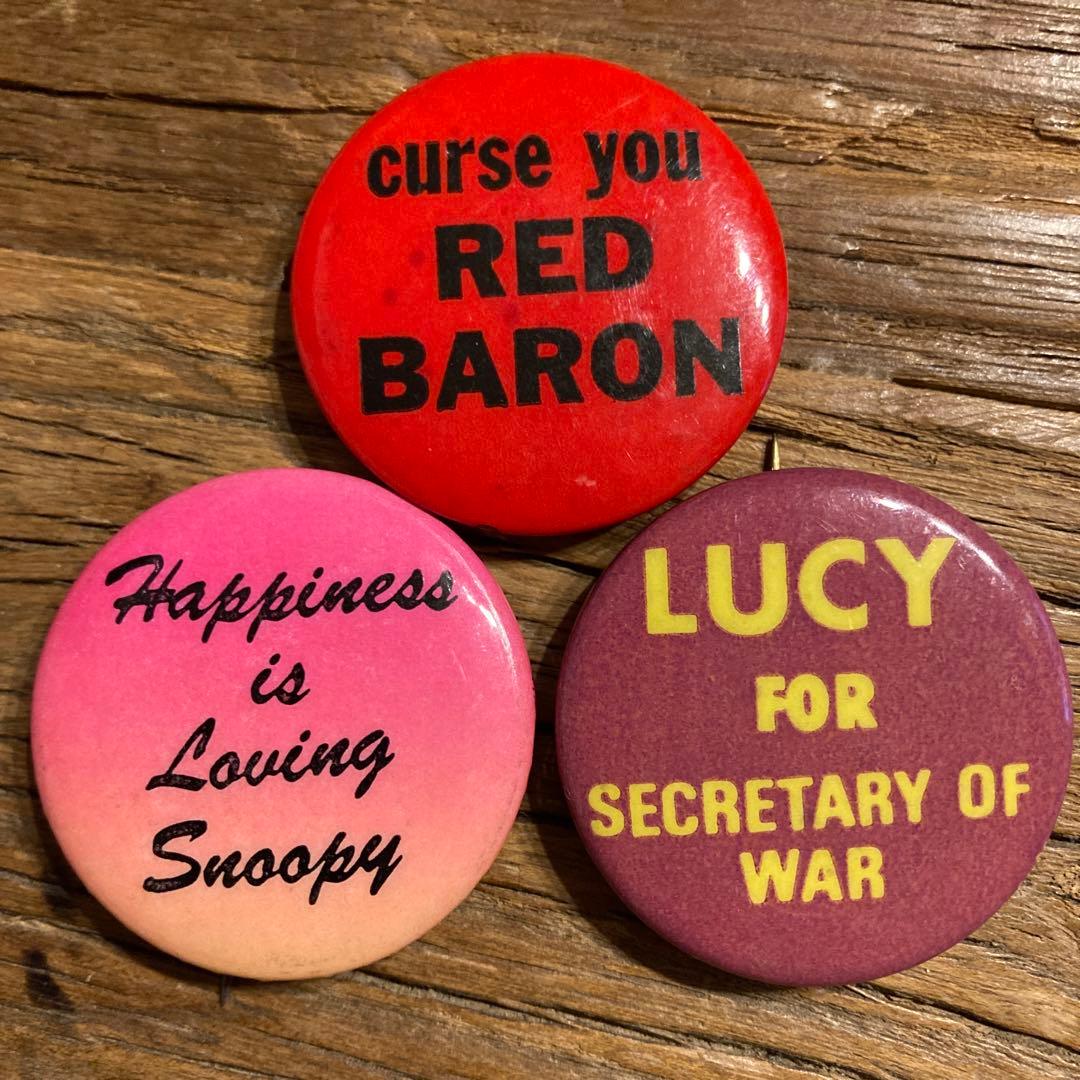 curse you
RED
BARON
Happiness
is
Loving
Snoopy
LUCY
FOR
SECRETARY OF
WAR